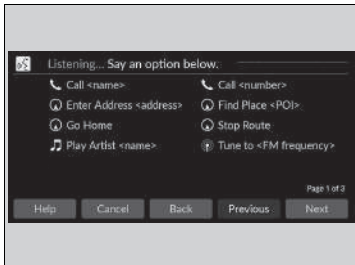 Listening... Say an option below.
Call <name>
Call <number>
Enter Address <address>
Find Place <POI>
Go Home
Stop Route
Play Artist <name>
Tune to <FM frequency>
Page 1 of 3
Help
Cancel
Back
Previous
Next